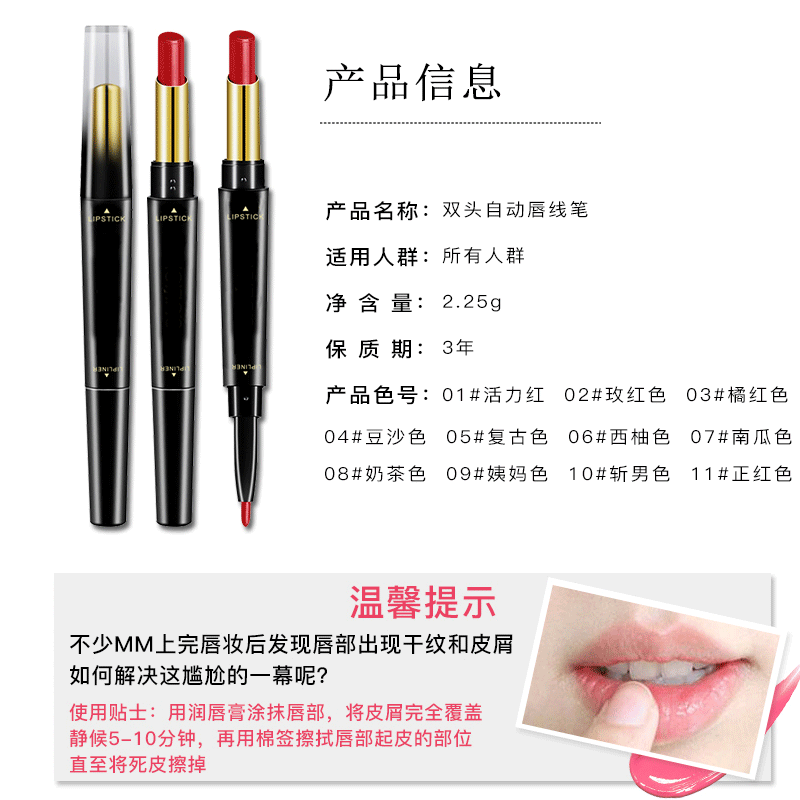 产品信息
LIPSTICK
LIPSTICK
LIPSTICK
LIPLINER
LIPLINER
LIPLINER
产品名称：双头自动唇线笔
适用人群：所有人群
净 含 量：2.25g
保 质 期：3年
产品色号：01#活力红 02#玫红色 03#橘红色
04#豆沙色 05#复古色 06#西柚色 07#南瓜色
08#奶茶色 09#姨妈色 10#斩男色 11#正红色
温馨提示
不少MM上完唇妆后发现唇部出现干纹和皮屑
如何解决这尴尬的一幕呢?
使用贴士：用润唇膏涂抹唇部，将皮屑完全覆盖
静候5-10分钟，再用棉签擦拭唇部起皮的部位
直至将死皮擦掉